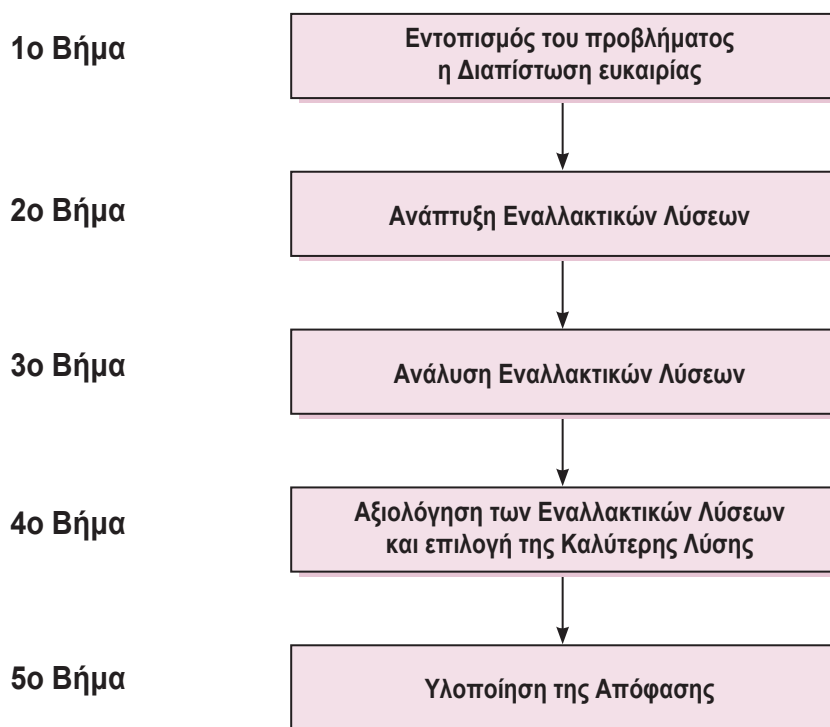 1ο Βήμα
Εντοπισμός του προβλήματος
η Διαπίστωση ευκαιρίας
2ο Βήμα
Ανάπτυξη Εναλλακτικών Λύσεων
3ο Βήμα
Ανάλυση Εναλλακτικών Λύσεων
4ο Βήμα
Αξιολόγηση των Εναλλακτικών Λύσεων
και επιλογή της Καλύτερης Λύσης
5ο Βήμα
Υλοποίηση της Απόφασης